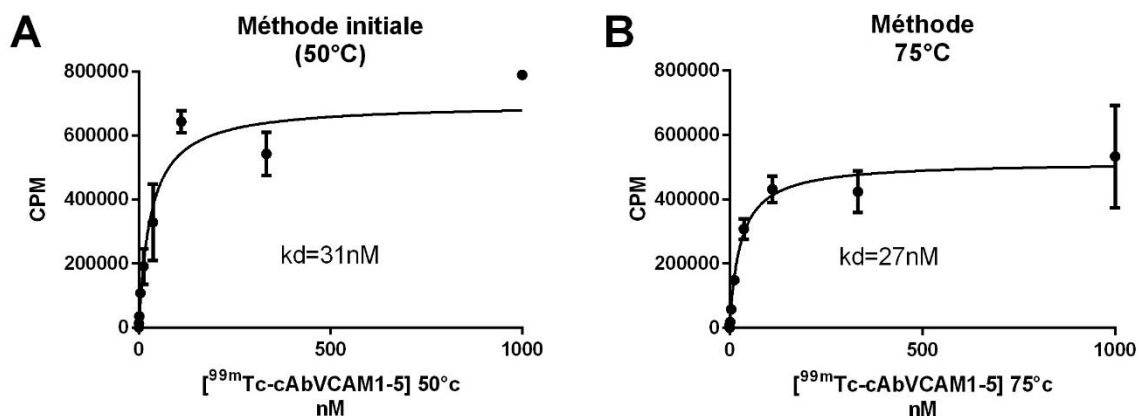 A
Méthode initiale
(50°C)
800000
600000
400000
200000
0
CPM
kd=31nM
0
500
1000
[⁹⁹ᵐTc-cAbVCAM1-5] 50°c
nM
B
Méthode
75°C
800000
600000
400000
200000
0
CPM
kd=27nM
0
500
1000
[⁹⁹ᵐTc-cAbVCAM1-5] 75°c
nM